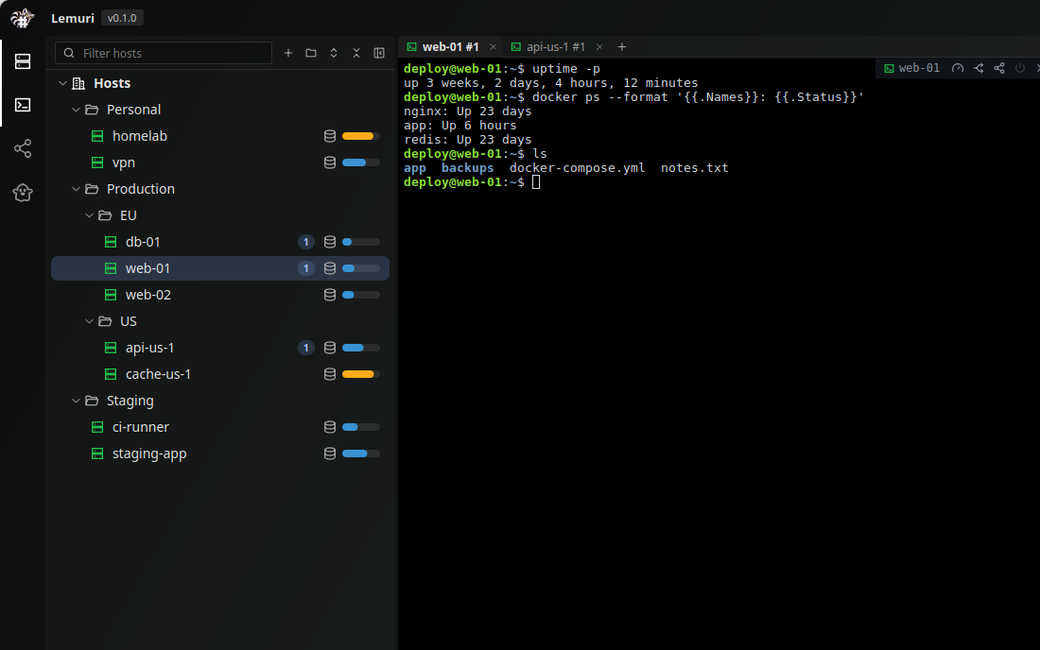 Lemuri v0.1.0
Filter hosts
Hosts
Personal
homelab
vpn
Production
EU
db-01 1
web-01 1
web-02
US
api-us-1 1
cache-us-1
Staging
ci-runner
staging-app
web-01 #1 api-us-1 #1
web-01
deploy@web-01:~$ uptime -p
up 3 weeks, 2 days, 4 hours, 12 minutes
deploy@web-01:~$ docker ps --format '{{.Names}}: {{.Status}}'
nginx: Up 23 days
app: Up 6 hours
redis: Up 23 days
deploy@web-01:~$ ls
app backups docker-compose.yml notes.txt
deploy@web-01:~$